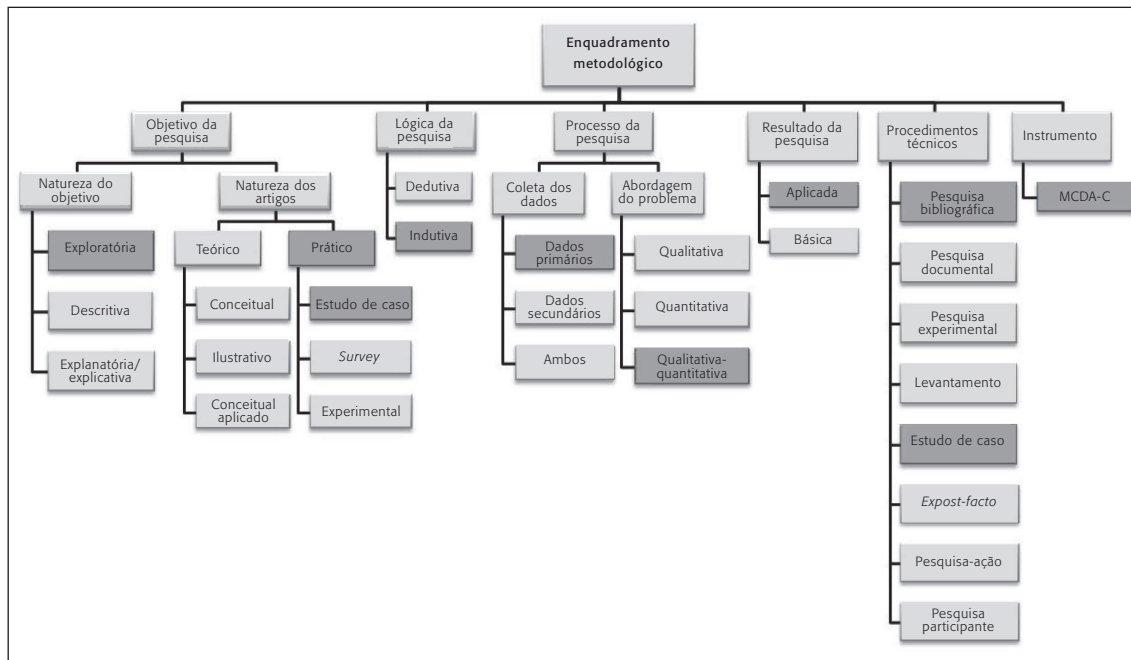 Enquadramento
metodológico
Objetivo da
pesquisa
Lógica da
pesquisa
Processo da
pesquisa
Resultado da
pesquisa
Procedimentos
técnicos
Instrumento
Natureza do
objetivo
Natureza dos
artigos
Dedutiva
Coleta dos
dados
Abordagem
do problema
Aplicada
Pesquisa
bibliográfica
MCDA-C
Exploratória
Teórico
Prático
Indutiva
Dados
primários
Qualitativa
Básica
Pesquisa
documental
Descritiva
Conceitual
Estudo de caso
Dados
secundários
Quantitativa
Pesquisa
experimental
Explanatória/
explicativa
Ilustrativo
Survey
Ambos
Qualitativa-
quantitativa
Levantamento
Conceitual
aplicado
Experimental
Estudo de caso
Expost-facto
Pesquisa-ação
Pesquisa
participante